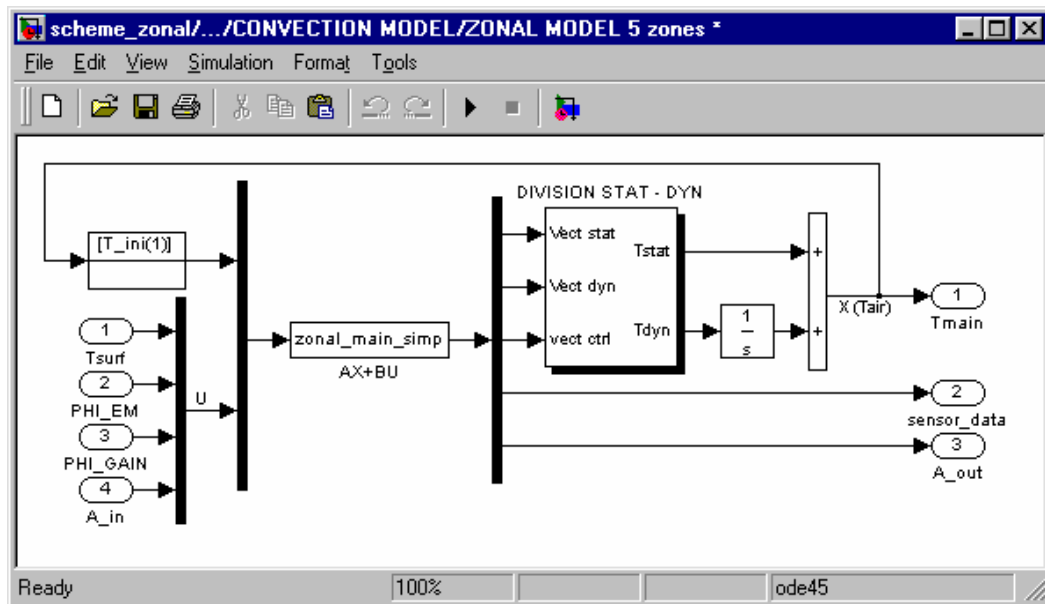 scheme_zonal/.../CONVECTION MODEL/ZONAL MODEL 5 zones *
File Edit View Simulation Format Tools
DIVISION STAT - DYN
[T_ini(1)]
Vect stat
Tstat
+
Vect dyn
X (Tair)
1
Tmain
1
Tsurf
zonal_main_simp
AX+BU
vect ctrl
Tdyn
1
s
+
2
PHI_EM
U
2
sensor_data
3
PHI_GAIN
3
A_out
4
A_in
Ready 100% ode45